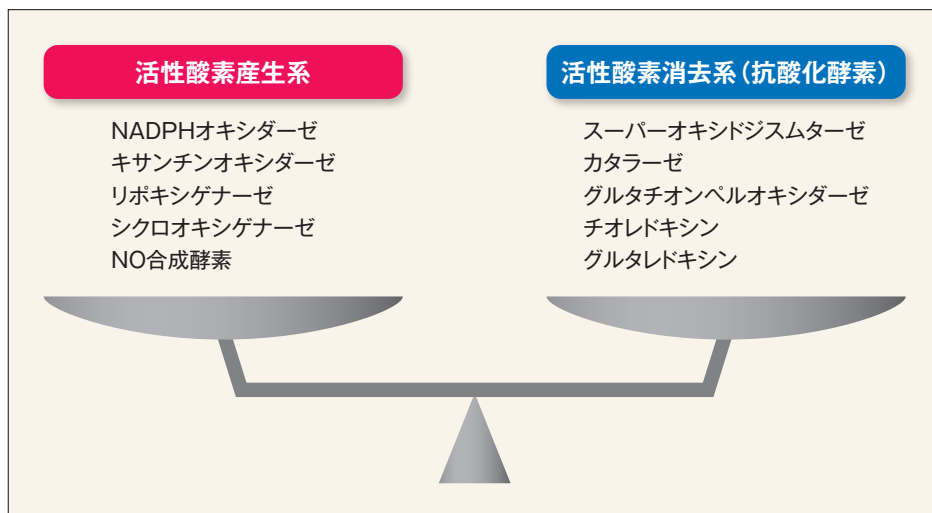 活性酸素産生系
NADPHオキシダーゼ
キサンチンオキシダーゼ
リポキシゲナーゼ
シクロオキシゲナーゼ
NO合成酵素
活性酸素消去系（抗酸化酵素）
スーパーオキシドジスムターゼ
カタラーゼ
グルタチオンペルオキシダーゼ
チオレドキシン
グルタレドキシン